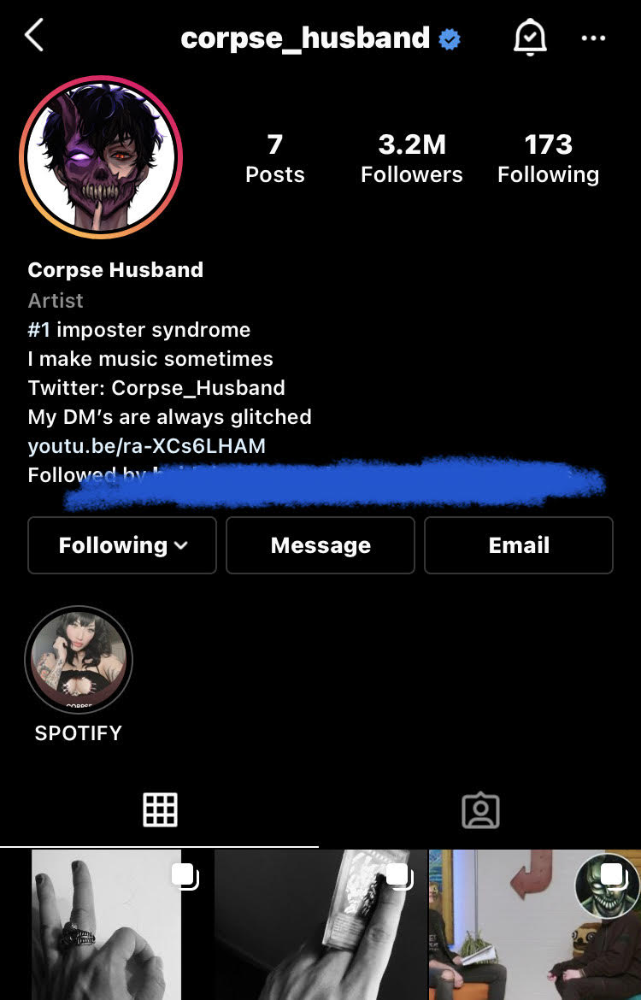 corpse_husband
7 3.2M 173
Posts Followers Following
Corpse Husband
Artist
#1 imposter syndrome
I make music sometimes
Twitter: Corpse_Husband
My DM’s are always glitched
youtu.be/ra-XCs6LHAM
Followed by
Following Message Email
CORPSE
SPOTIFY